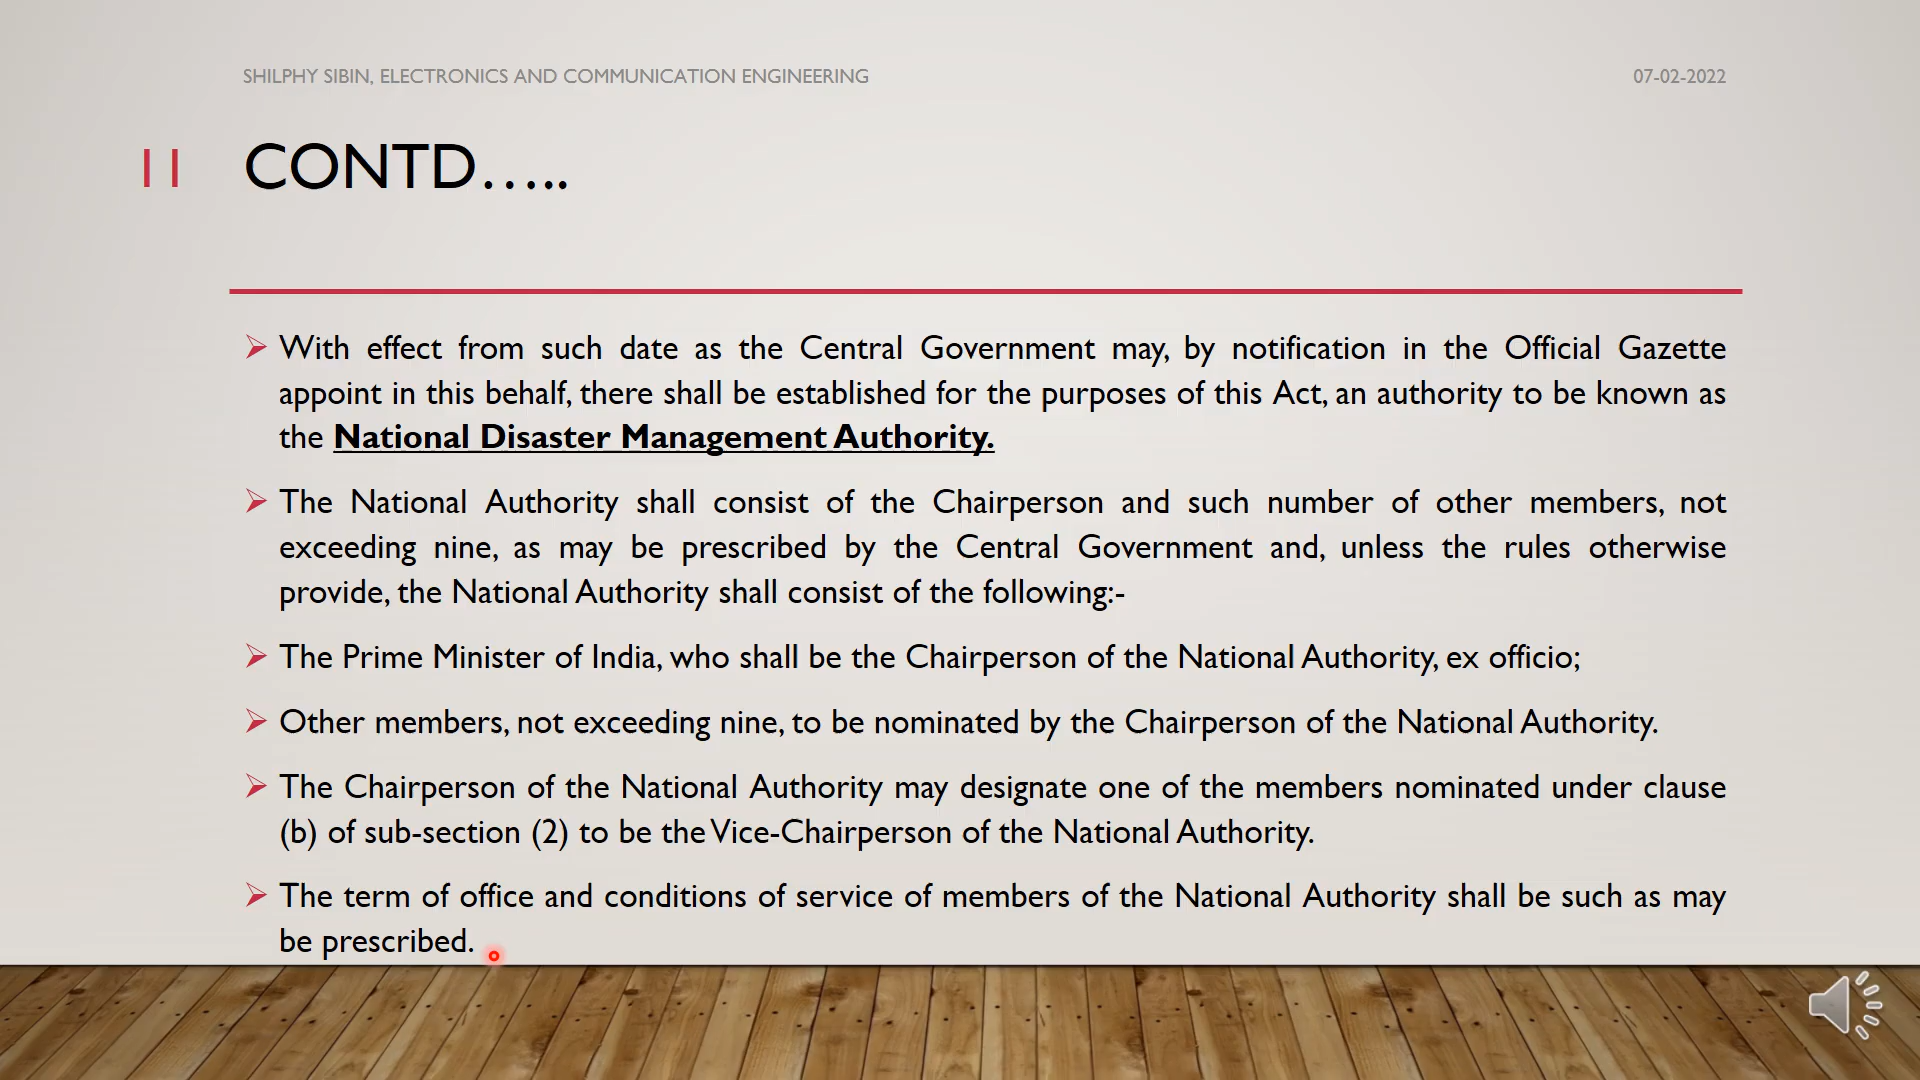 SHILPHY SIBIN, ELECTRONICS AND COMMUNICATION ENGINEERING
07-02-2022
11
CONTD.....
With effect from such date as the Central Government may, by notification in the Official Gazette
appoint in this behalf, there shall be established for the purposes of this Act, an authority to be known as
the National Disaster Management Authority.
The National Authority shall consist of the Chairperson and such number of other members, not
exceeding nine, as may be prescribed by the Central Government and, unless the rules otherwise
provide, the National Authority shall consist of the following:-
The Prime Minister of India, who shall be the Chairperson of the National Authority, ex officio;
Other members, not exceeding nine, to be nominated by the Chairperson of the National Authority.
The Chairperson of the National Authority may designate one of the members nominated under clause
(b) of sub-section (2) to be the Vice-Chairperson of the National Authority.
The term of office and conditions of service of members of the National Authority shall be such as may
be prescribed.